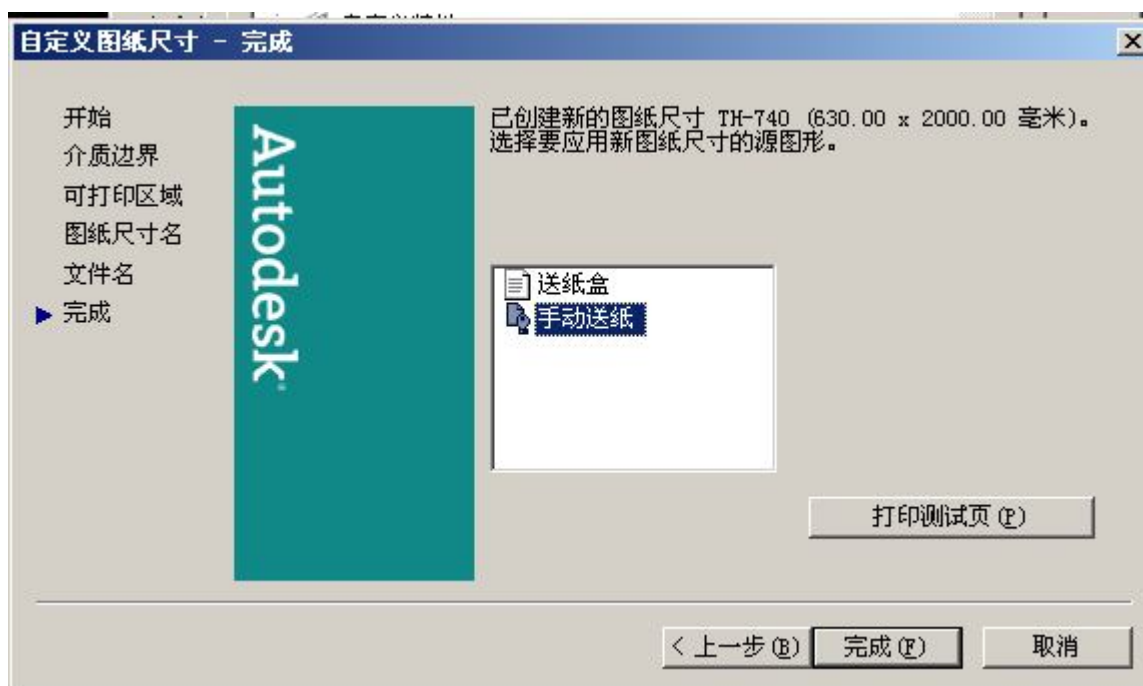 自定义图纸尺寸 - 完成
开始
介质边界
可打印区域
图纸尺寸名
文件名
完成
Autodesk
已创建新的图纸尺寸 TH-740 (630.00 x 2000.00 毫米)。
选择要应用新图纸尺寸的源图形。
送纸盒
手动送纸
打印测试页(P)
< 上一步(B)
完成(F)
取消